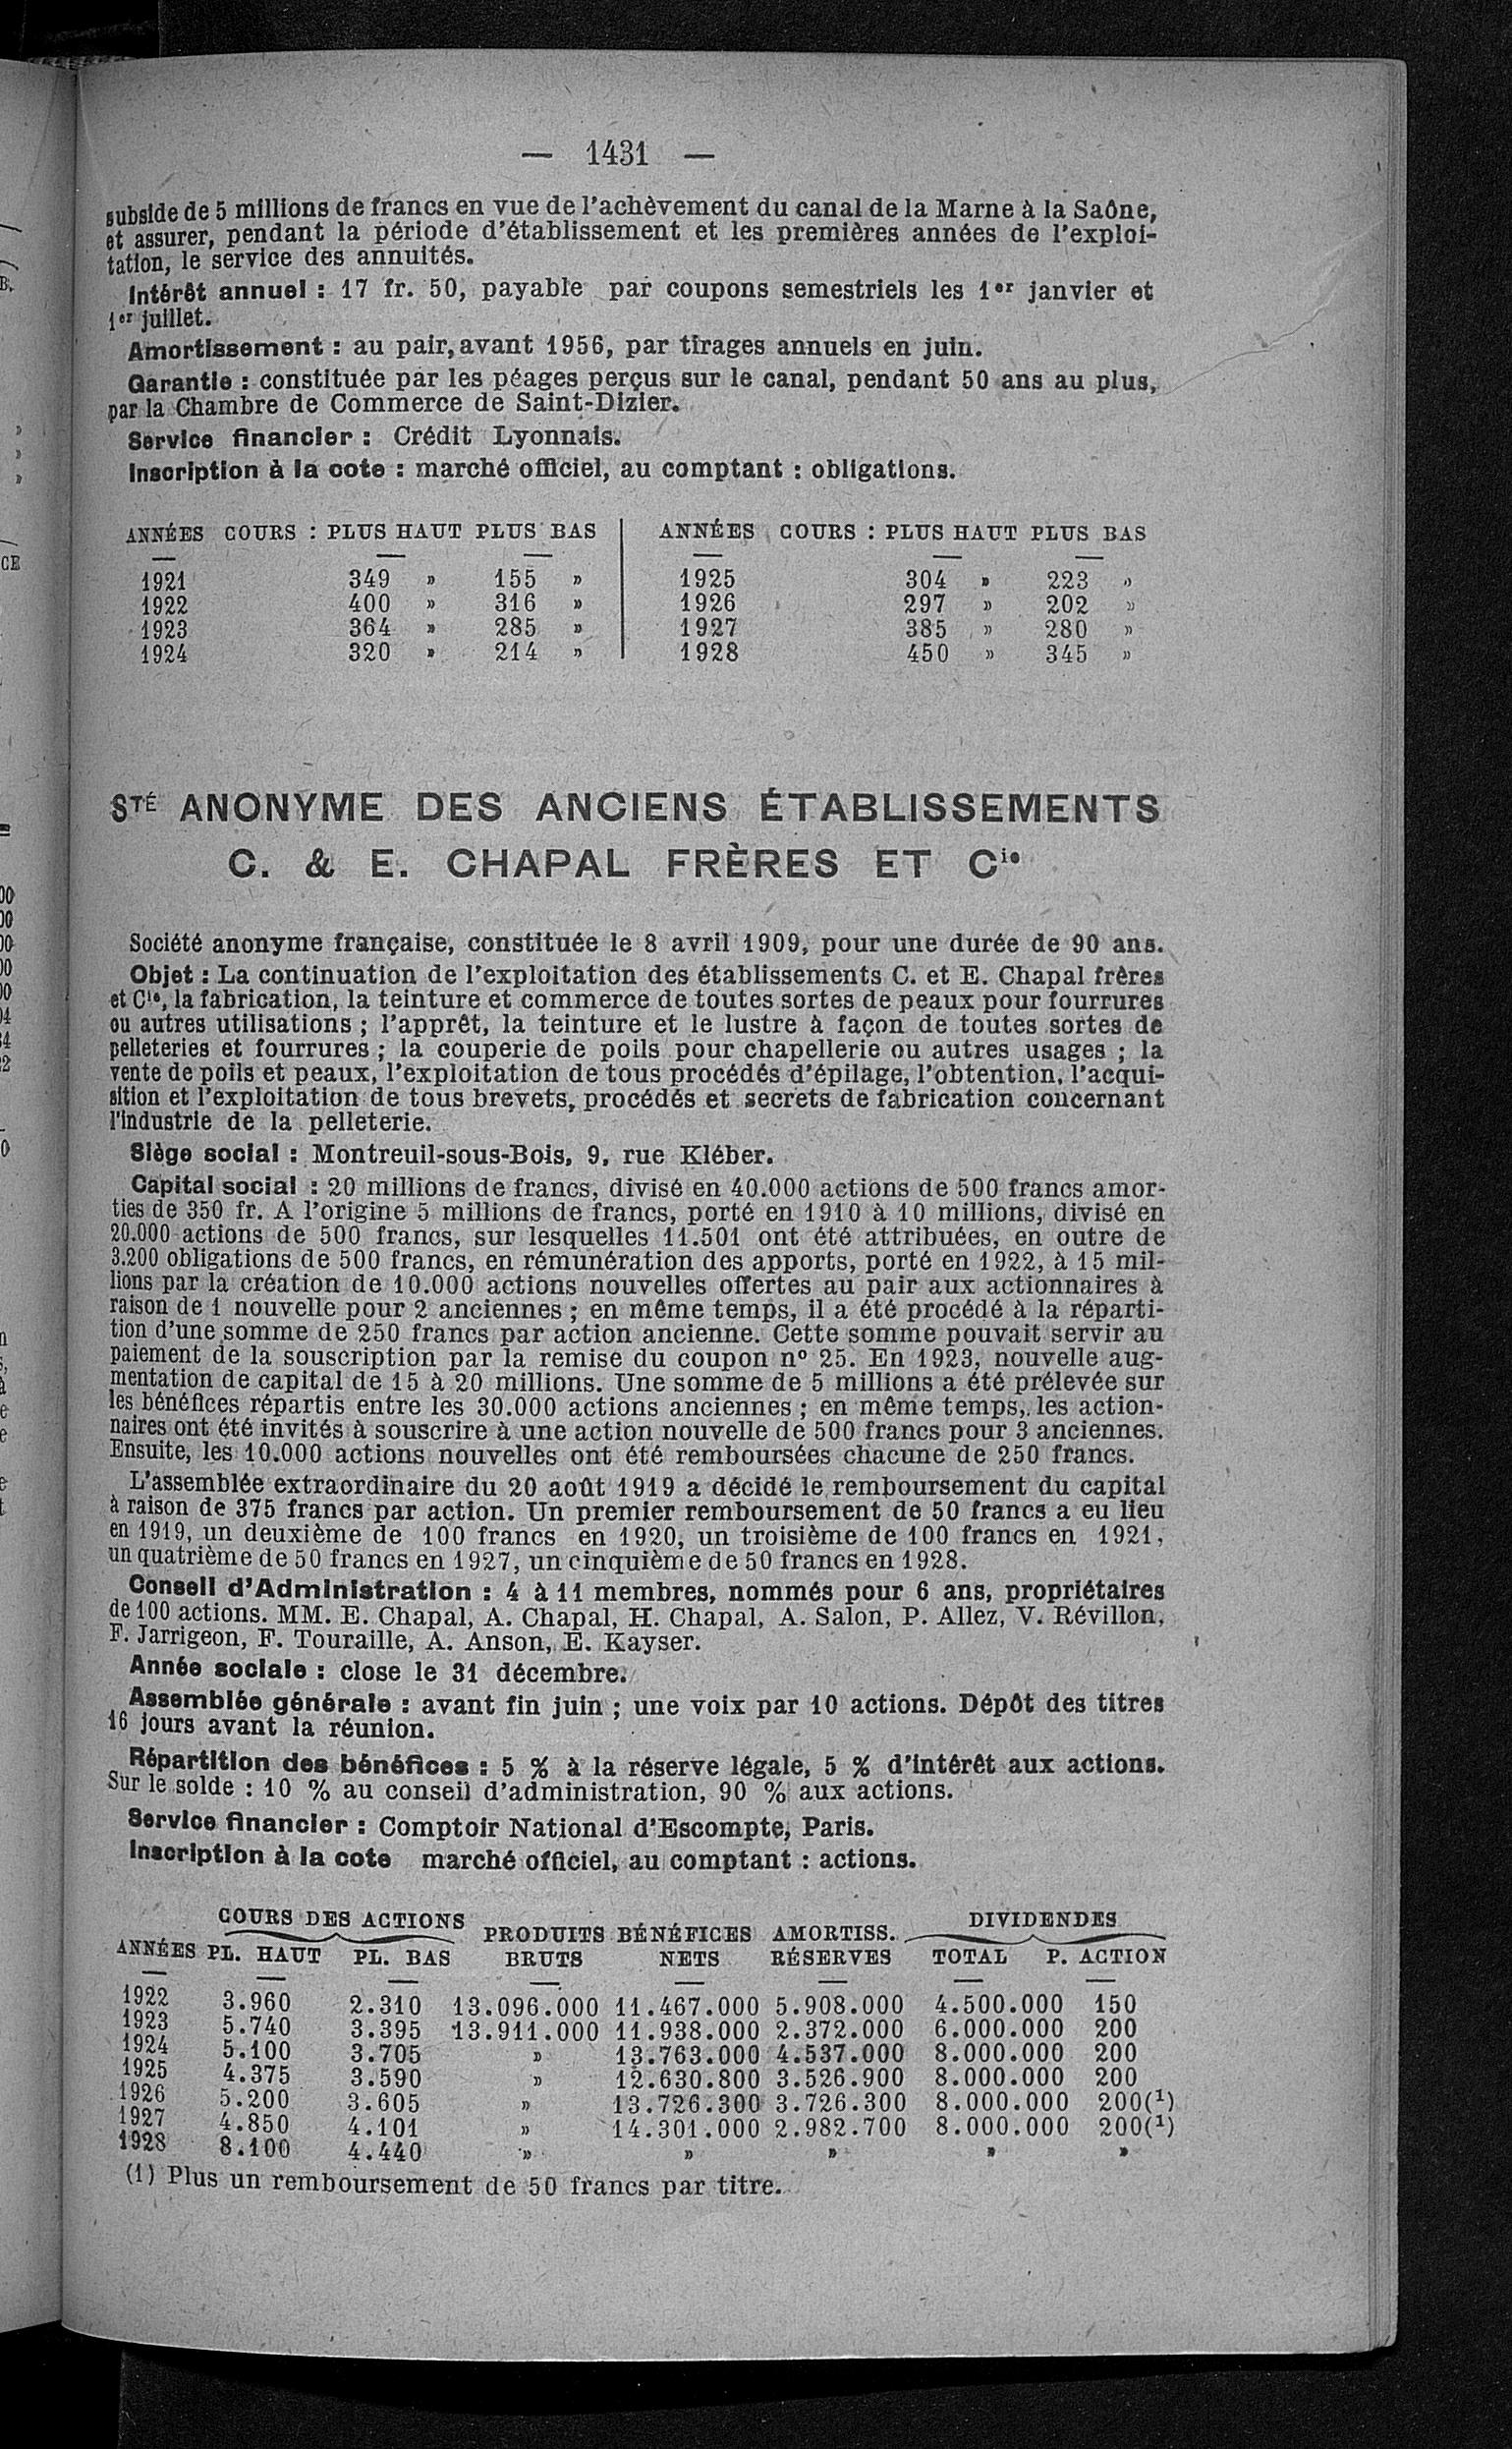 — 1431 —
subside de 5 millions de francs en vue de l'achèvement du canal de la Marne à la Saône,
et assurer, pendant la période d'établissement et les premières années de l'exploi-
tation, le service des annuités.
Intérêt annuel : 17 fr. 50, payable par coupons semestriels les 1er janvier et
1er juillet.
Amortissement : au pair, avant 1956, par tirages annuels en juin.
Garantie : constituée par les péages perçus sur le canal, pendant 50 ans au plus,
par la Chambre de Commerce de Saint-Dizier.
Service financier : Crédit Lyonnais.
Inscription à la cote : marché officiel, au comptant : obligations.
ANNÉES COURS : PLUS HAUT PLUS BAS ANNÉES COURS : PLUS HAUT PLUS BAS
1921 349 » 155 » 1925 304 » 223 »
1922 400 » 316 » 1926 297 » 202 »
1923 364 » 285 » 1927 385 » 280 »
1924 320 » 214 » 1928 450 » 345 »
STÉ ANONYME DES ANCIENS ÉTABLISSEMENTS
C. & E. CHAPAL FRÈRES ET Cie
Société anonyme française, constituée le 8 avril 1909, pour une durée de 90 ans.
Objet : La continuation de l'exploitation des établissements C. et E. Chapal frères
et Cie, la fabrication, la teinture et commerce de toutes sortes de peaux pour fourrures
ou autres utilisations ; l'apprêt, la teinture et le lustre à façon de toutes sortes de
pelleteries et fourrures ; la couperie de poils pour chapellerie ou autres usages ; la
vente de poils et peaux, l'exploitation de tous procédés d'épilage, l'obtention, l'acqui-
sition et l'exploitation de tous brevets, procédés et secrets de fabrication concernant
l'industrie de la pelleterie.
Siège social : Montreuil-sous-Bois, 9, rue Kléber.
Capital social : 20 millions de francs, divisé en 40.000 actions de 500 francs amor-
ties de 350 fr. A l'origine 5 millions de francs, porté en 1910 à 10 millions, divisé en
20.000 actions de 500 francs, sur lesquelles 11.501 ont été attribuées, en outre de
3.200 obligations de 500 francs, en rémunération des apports, porté en 1922, à 15 mil-
lions par la création de 10.000 actions nouvelles offertes au pair aux actionnaires à
raison de 1 nouvelle pour 2 anciennes ; en même temps, il a été procédé à la réparti-
tion d'une somme de 250 francs par action ancienne. Cette somme pouvait servir au
paiement de la souscription par la remise du coupon n° 25. En 1923, nouvelle aug-
mentation de capital de 15 à 20 millions. Une somme de 5 millions a été prélevée sur
les bénéfices répartis entre les 30.000 actions anciennes ; en même temps, les action-
naires ont été invités à souscrire à une action nouvelle de 500 francs pour 3 anciennes.
Ensuite, les 10.000 actions nouvelles ont été remboursées chacune de 250 francs.
L'assemblée extraordinaire du 20 août 1919 a décidé le remboursement du capital
à raison de 375 francs par action. Un premier remboursement de 50 francs a eu lieu
en 1919, un deuxième de 100 francs en 1920, un troisième de 100 francs en 1921,
un quatrième de 50 francs en 1927, un cinquième de 50 francs en 1928.
Conseil d'Administration : 4 à 11 membres, nommés pour 6 ans, propriétaires
de 100 actions. MM. E. Chapal, A. Chapal, H. Chapal, A. Salon, P. Allez, V. Révillon,
F. Jarrigeon, F. Touraille, A. Anson, E. Kayser.
Année sociale : close le 31 décembre.
Assemblée générale : avant fin juin ; une voix par 10 actions. Dépôt des titres
16 jours avant la réunion.
Répartition des bénéfices : 5 % à la réserve légale, 5 % d'intérêt aux actions.
Sur le solde : 10 % au conseil d'administration, 90 % aux actions.
Service financier : Comptoir National d'Escompte, Paris.
Inscription à la cote marché officiel, au comptant : actions.
COURS DES ACTIONS PRODUITS BÉNÉFICES AMORTISS. DIVIDENDES
ANNÉES PL. HAUT PL. BAS BRUTS NETS RÉSERVES TOTAL P. ACTION
1922 3.960 2.310 13.096.000 11.467.000 5.908.000 4.500.000 150
1923 5.740 3.395 13.911.000 11.938.000 2.372.000 6.000.000 200
1924 5.100 3.705 » 13.763.000 4.537.000 8.000.000 200
1925 4.375 3.590 » 12.630.800 3.526.900 8.000.000 200
1926 5.200 3.605 » 13.726.300 3.726.300 8.000.000 200(1)
1927 4.850 4.101 » 14.301.000 2.982.700 8.000.000 200(1)
1928 8.100 4.440 » » » » »
(1) Plus un remboursement de 50 francs par titre.